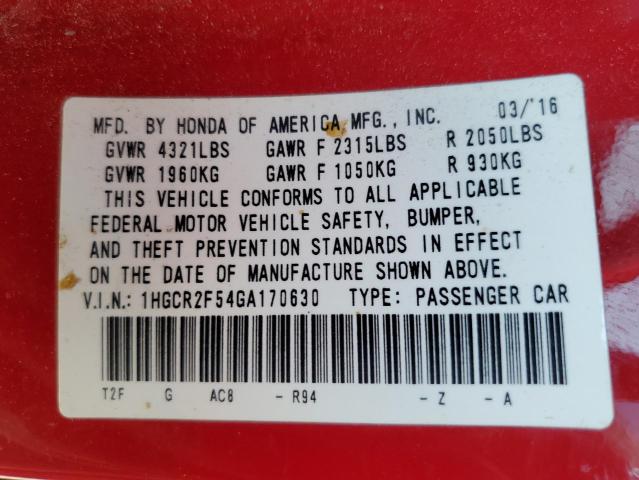 MFD. BY HONDA OF AMERICA MFG., INC. 03/'16
GVWR 4321LBS GAWR F 2315LBS R 2050LBS
GVWR 1960KG GAWR F 1050KG R 930KG
THIS VEHICLE CONFORMS TO ALL APPLICABLE
FEDERAL MOTOR VEHICLE SAFETY, BUMPER,
AND THEFT PREVENTION STANDARDS IN EFFECT
ON THE DATE OF MANUFACTURE SHOWN ABOVE.
V.I.N.: 1HGCR2F54GA170630 TYPE: PASSENGER CAR
T2F G AC8 - R94 - Z - A